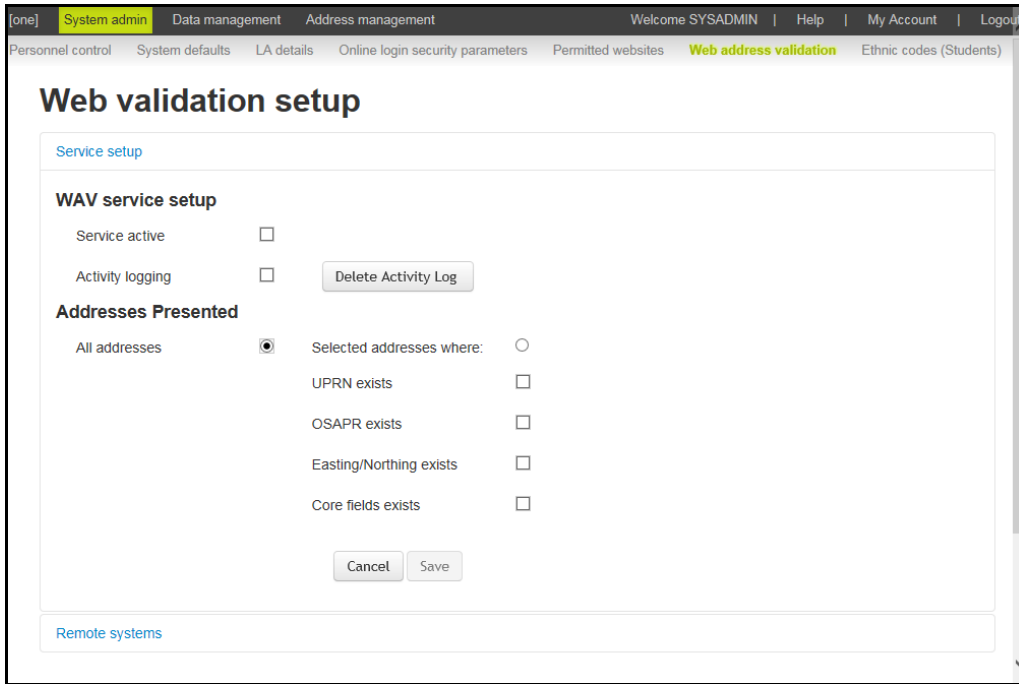 [one] System admin Data management Address management Welcome SYSADMIN | Help | My Account | Logout
Personnel control System defaults LA details Online login security parameters Permitted websites Web address validation Ethnic codes (Students)
Web validation setup
Service setup
WAV service setup
Service active
Activity logging Delete Activity Log
Addresses Presented
All addresses Selected addresses where:
UPRN exists
OSAPR exists
Easting/Northing exists
Core fields exists
Cancel Save
Remote systems